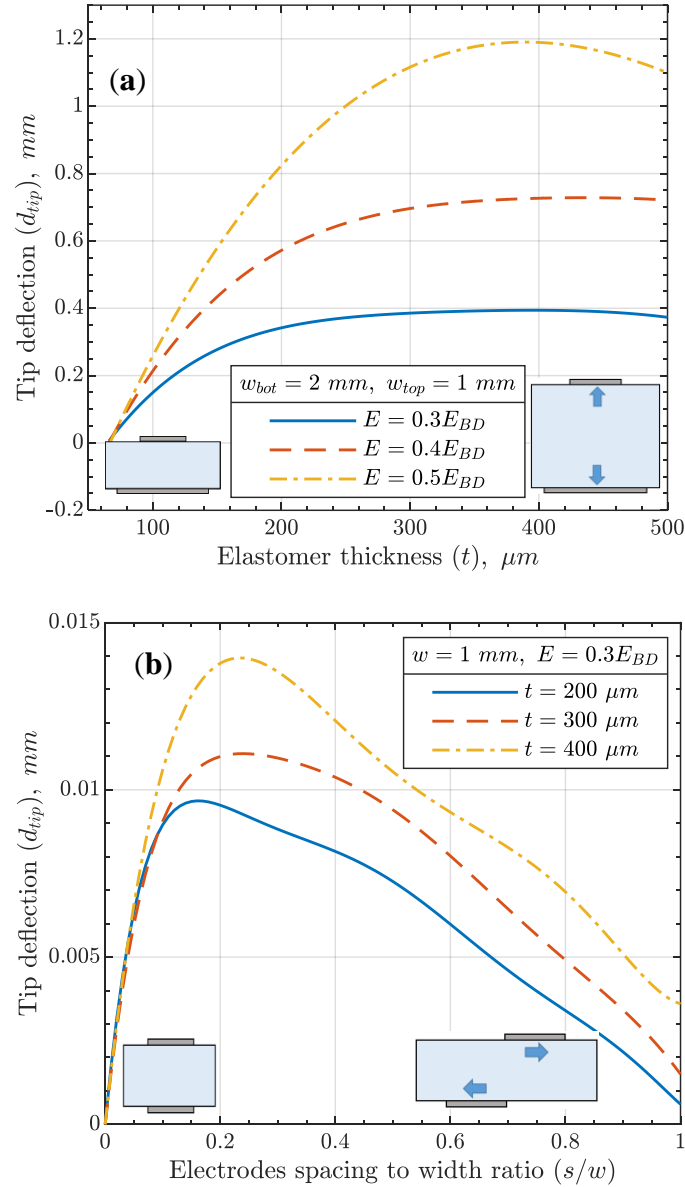 (a)
1.2
1
0.8
0.6
0.4
0.2
0
-0.2
Tip deflection (d_tip), mm
w_bot = 2 mm, w_top = 1 mm
E = 0.3E_BD
E = 0.4E_BD
E = 0.5E_BD
100
200
300
400
500
Elastomer thickness (t), μm
(b)
0.015
0.01
0.005
0
Tip deflection (d_tip), mm
w = 1 mm, E = 0.3E_BD
t = 200 μm
t = 300 μm
t = 400 μm
0
0.2
0.4
0.6
0.8
1
Electrodes spacing to width ratio (s/w)